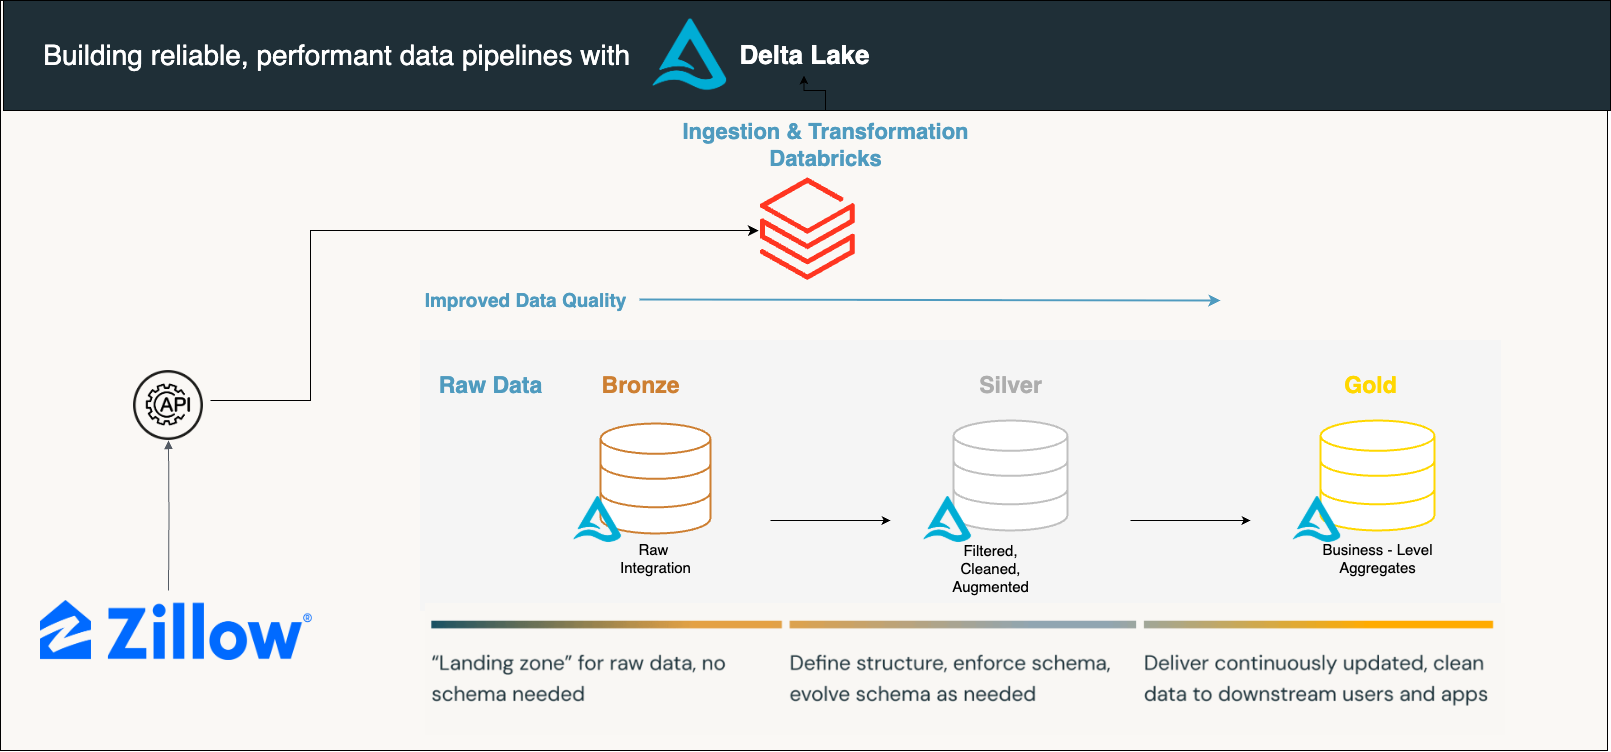 Building reliable, performant data pipelines with Delta Lake
Ingestion & Transformation
Databricks
Improved Data Quality
Raw Data
Bronze
Silver
Gold
API
Raw
Integration
Filtered,
Cleaned,
Augmented
Business - Level
Aggregates
Zillow®
“Landing zone” for raw data, no
schema needed
Define structure, enforce schema,
evolve schema as needed
Deliver continuously updated, clean
data to downstream users and apps